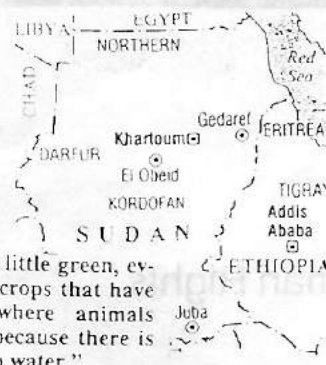 EGYPT
LIBYA
NORTHERN
Red
Sea
CHAD
Gedaref
Khartoum
ERITREA
DARFUR
El Obeid
KORDOFAN
TIGRAY
Addis
Ababa
SUDAN
ETHIOPIA
little green, ev-
crops that have
where animals
because there is
water."
Juba